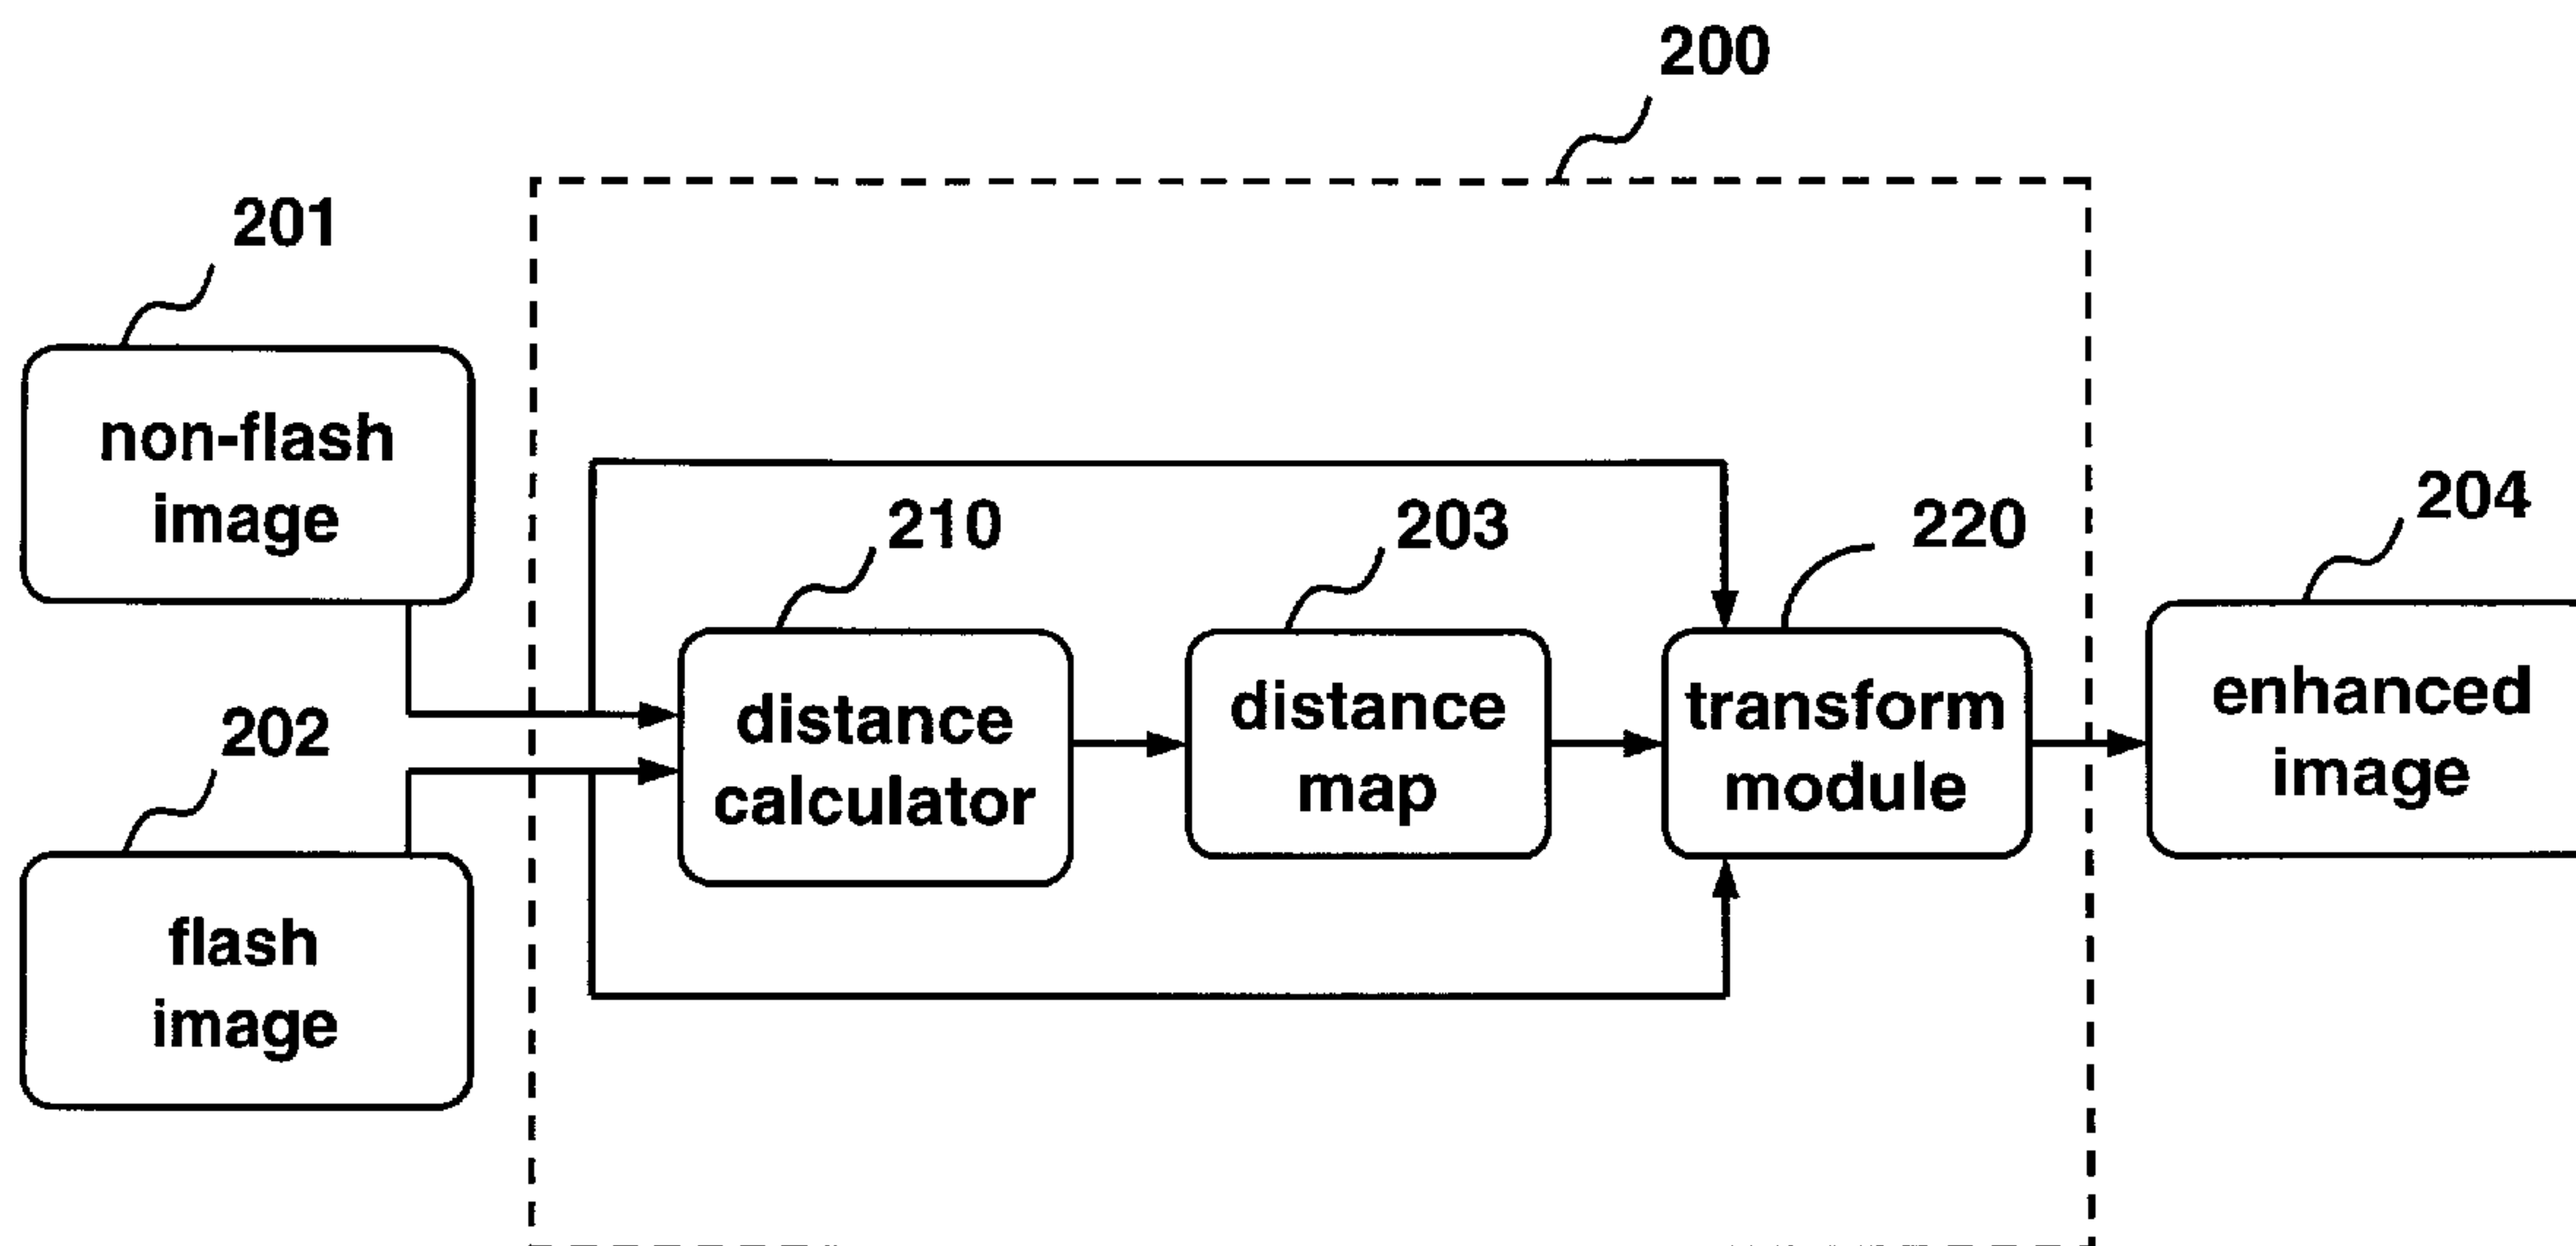 200
201
non-flash
image
202
flash
image
210
distance
calculator
203
distance
map
220
transform
module
204
enhanced
image